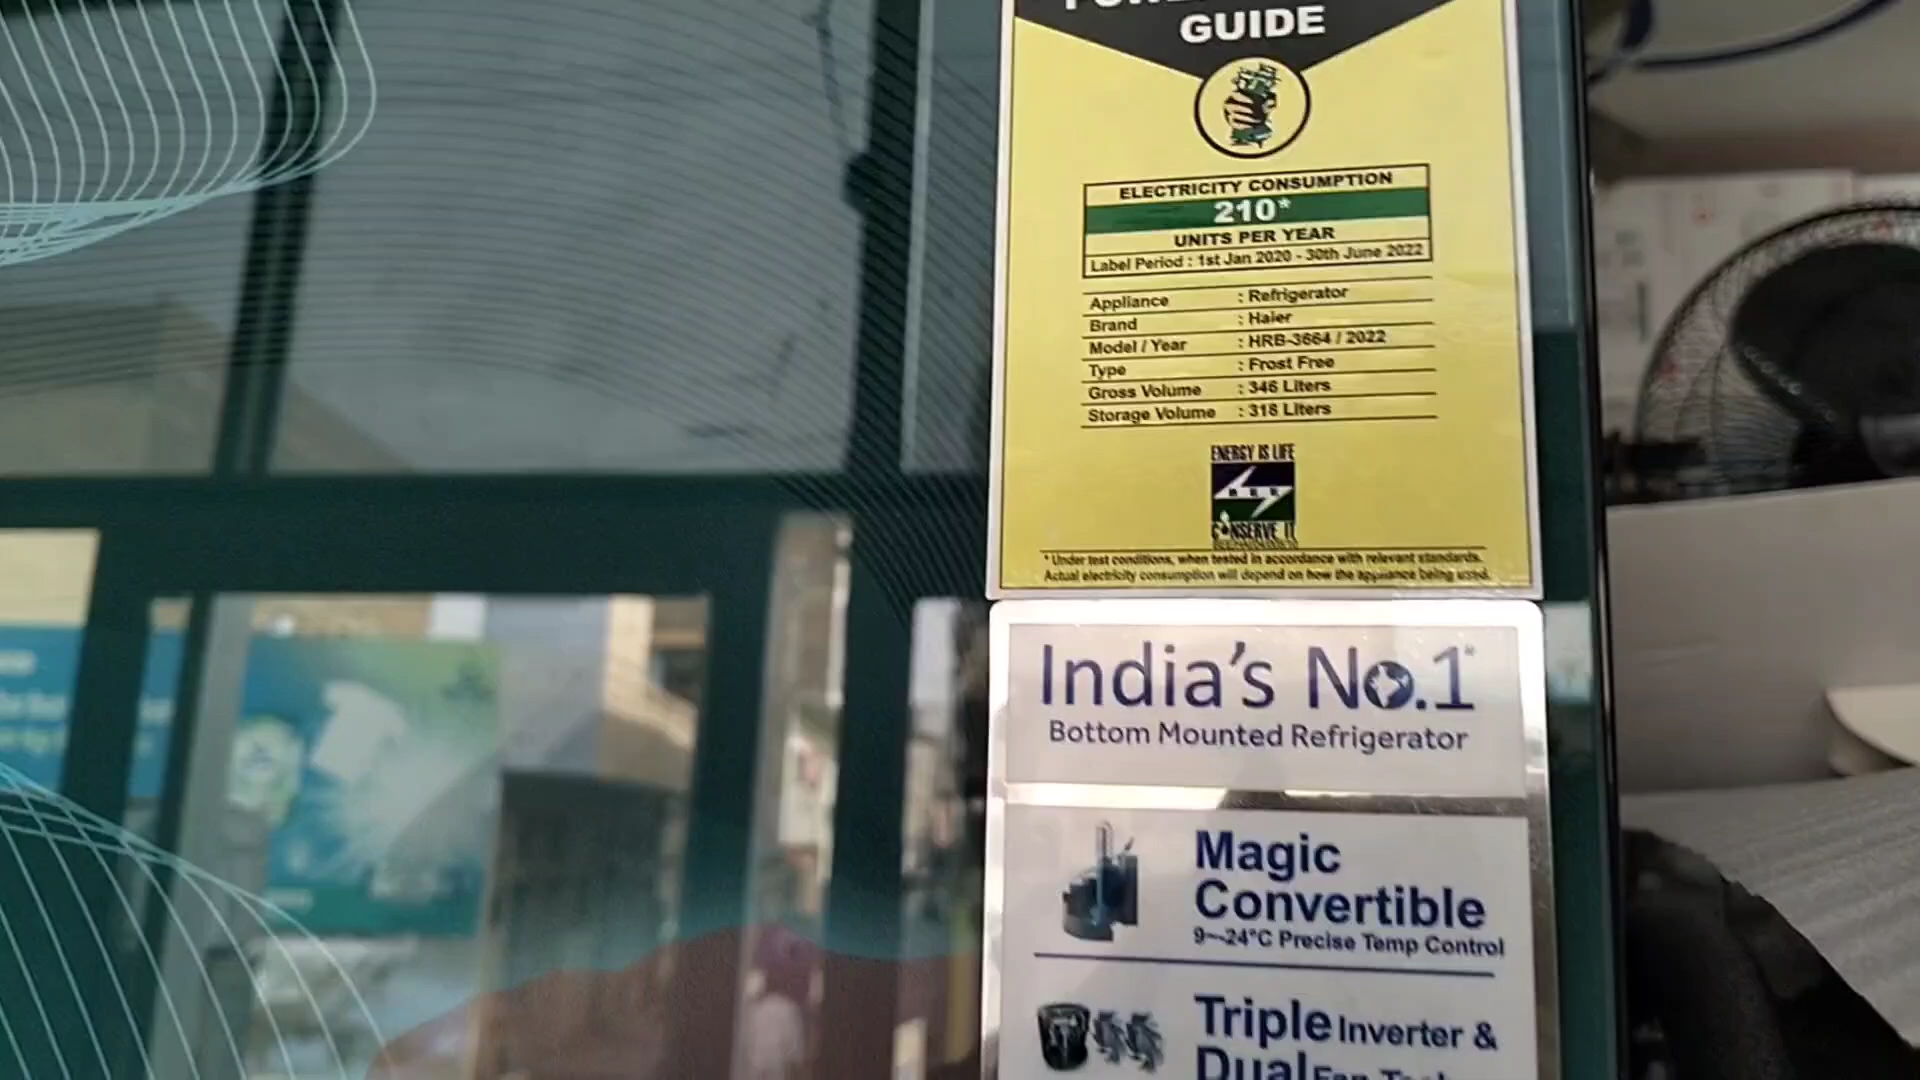 GUIDE
ELECTRICITY CONSUMPTION
210*
UNITS PER YEAR
Label Period : 1st Jan 2020 - 30th June 2022
Appliance : Refrigerator
Brand : Haier
Model / Year : HRB-3664 / 2022
Type : Frost Free
Gross Volume : 346 Liters
Storage Volume : 318 Liters
ENERGY IS LIFE
BEE
CONSERVE IT
* Under test conditions, when tested in accordance with relevant standards.
Actual electricity consumption will depend on how the appliance being used.
India's No.1*
Bottom Mounted Refrigerator
Magic
Convertible
9~-24°C Precise Temp Control
Triple Inverter &
Dual Fan